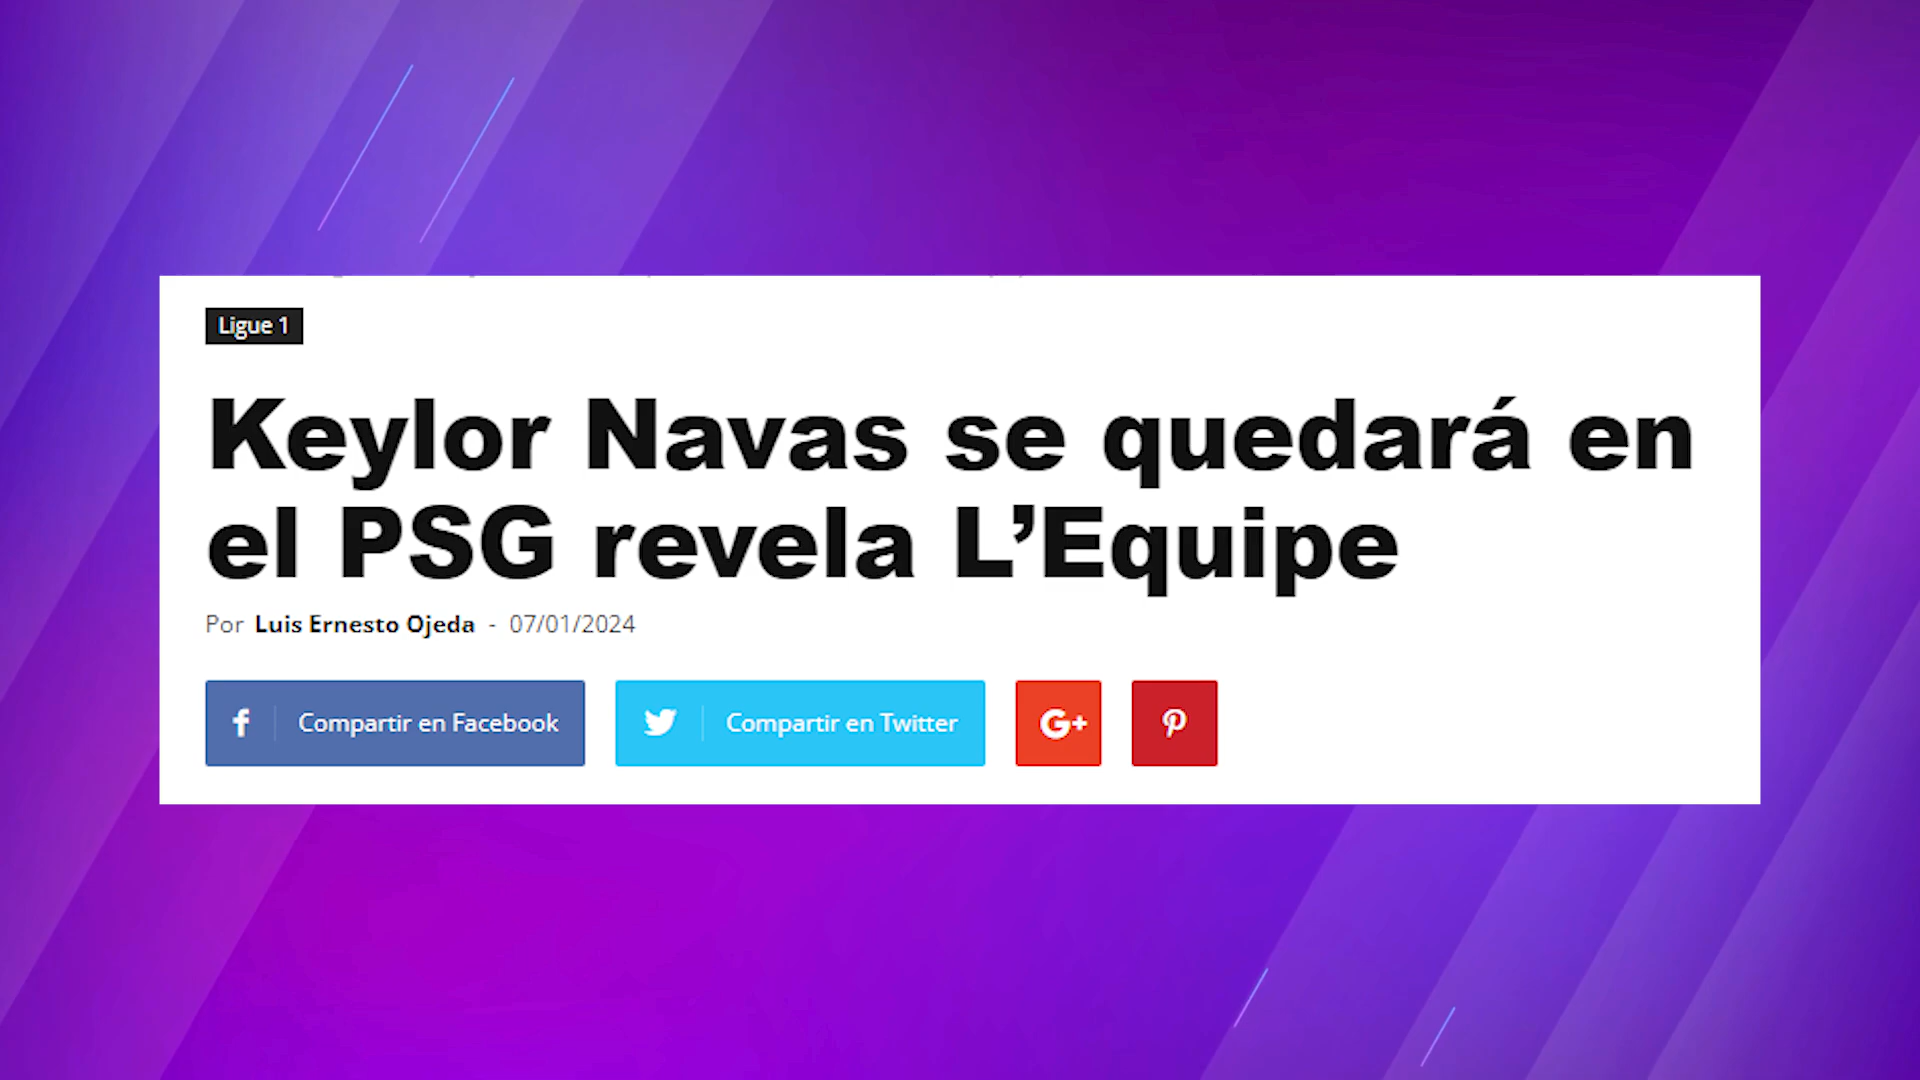 Ligue 1
Keylor Navas se quedará en
el PSG revela L’Equipe
Por Luis Ernesto Ojeda - 07/01/2024
Compartir en Facebook
Compartir en Twitter
G+